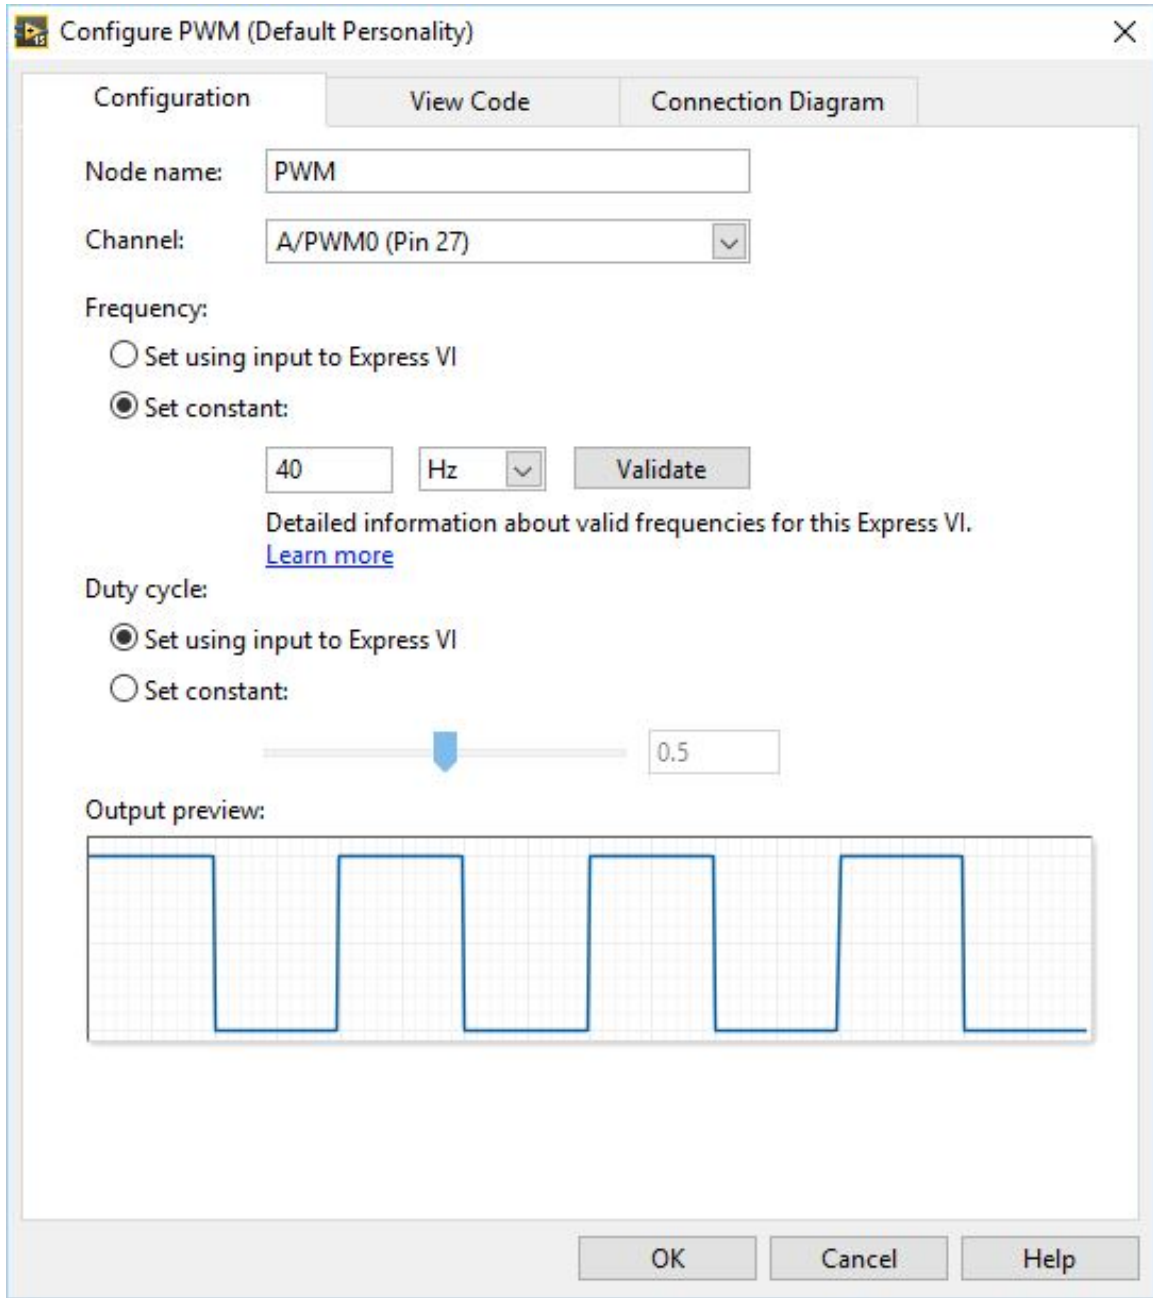 Configure PWM (Default Personality)
Configuration View Code Connection Diagram
Node name: PWM
Channel: A/PWM0 (Pin 27)
Frequency:
Set using input to Express VI
Set constant:
40 Hz Validate
Detailed information about valid frequencies for this Express VI.
Learn more
Duty cycle:
Set using input to Express VI
Set constant:
0.5
Output preview:
OK Cancel Help